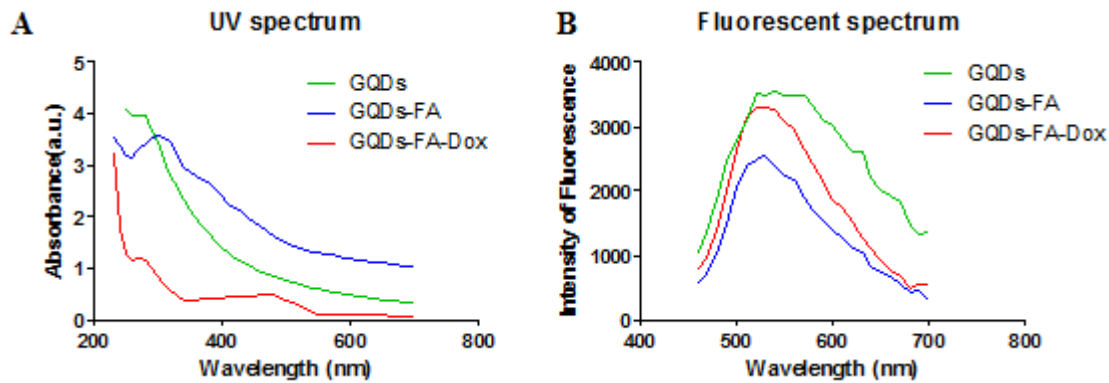 A
UV spectrum
Absorbance(a.u.)
5
4
3
2
1
0
200
400
600
800
Wavelength (nm)
GQDs
GQDs-FA
GQDs-FA-Dox
B
Fluorescent spectrum
Intensity of Fluorescence
4000
3000
2000
1000
0
400
500
600
700
800
Wavelength (nm)
GQDs
GQDs-FA
GQDs-FA-Dox